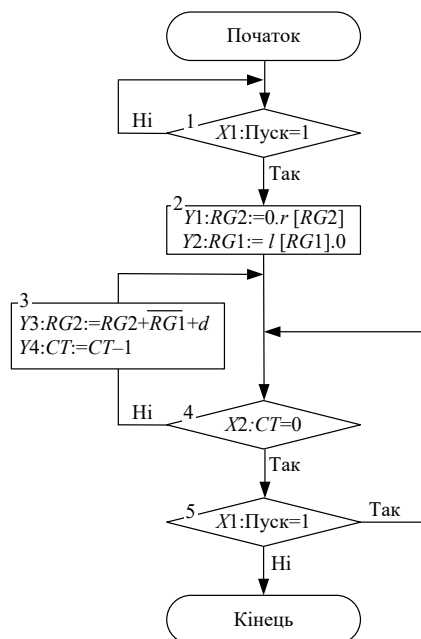 Початок
1
Ні
X1:Пуск=1
Так
2
Y1:RG2:=0.r [RG2]
Y2:RG1:= l [RG1].0
3
Y3:RG2:=RG2+R̅G̅1̅+d
Y4:CT:=CT–1
Ні
4
X2:CT=0
Так
5
X1:Пуск=1
Так
Ні
Кінець